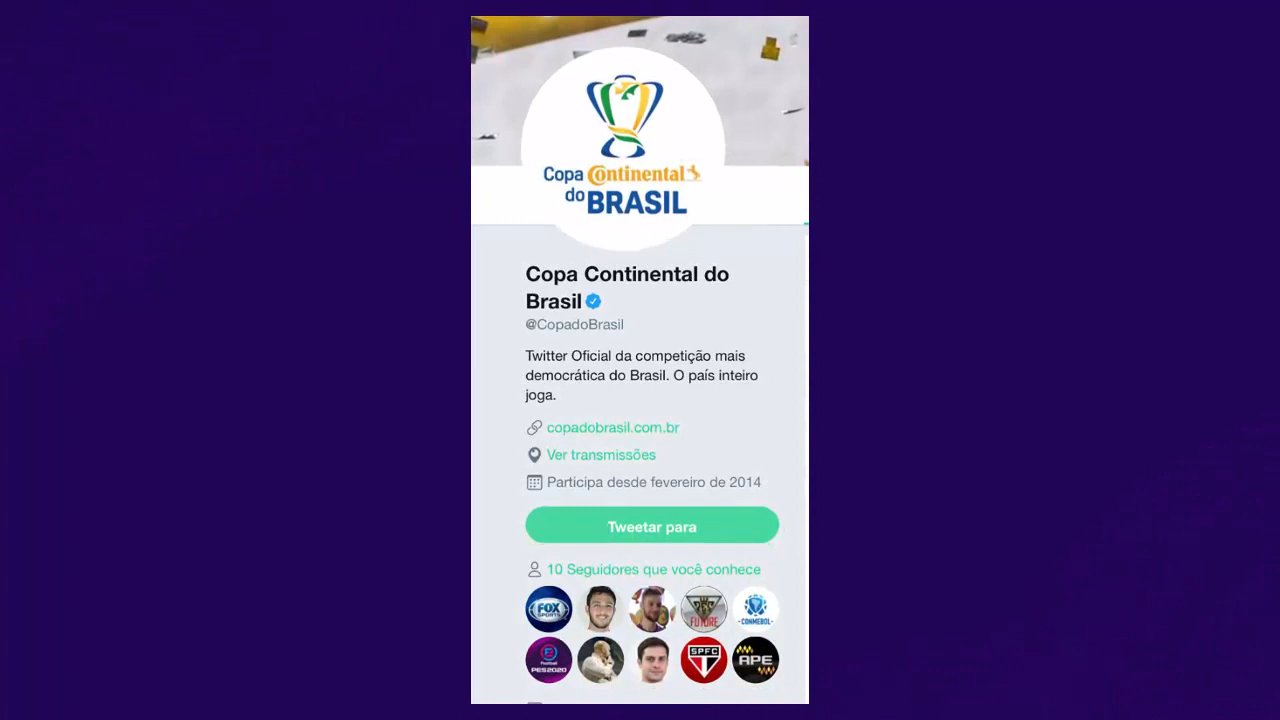 Copa Continental
do BRASIL
Copa Continental do
Brasil
@CopadoBrasil
Twitter Oficial da competição mais
democrática do Brasil. O país inteiro
joga.
copadobrasil.com.br
Ver transmissões
Participa desde fevereiro de 2014
Tweetar para
10 Seguidores que você conhece
FOX
SPORTS
FUTURE
CONMEBOL
PES2020
SPFC
APE